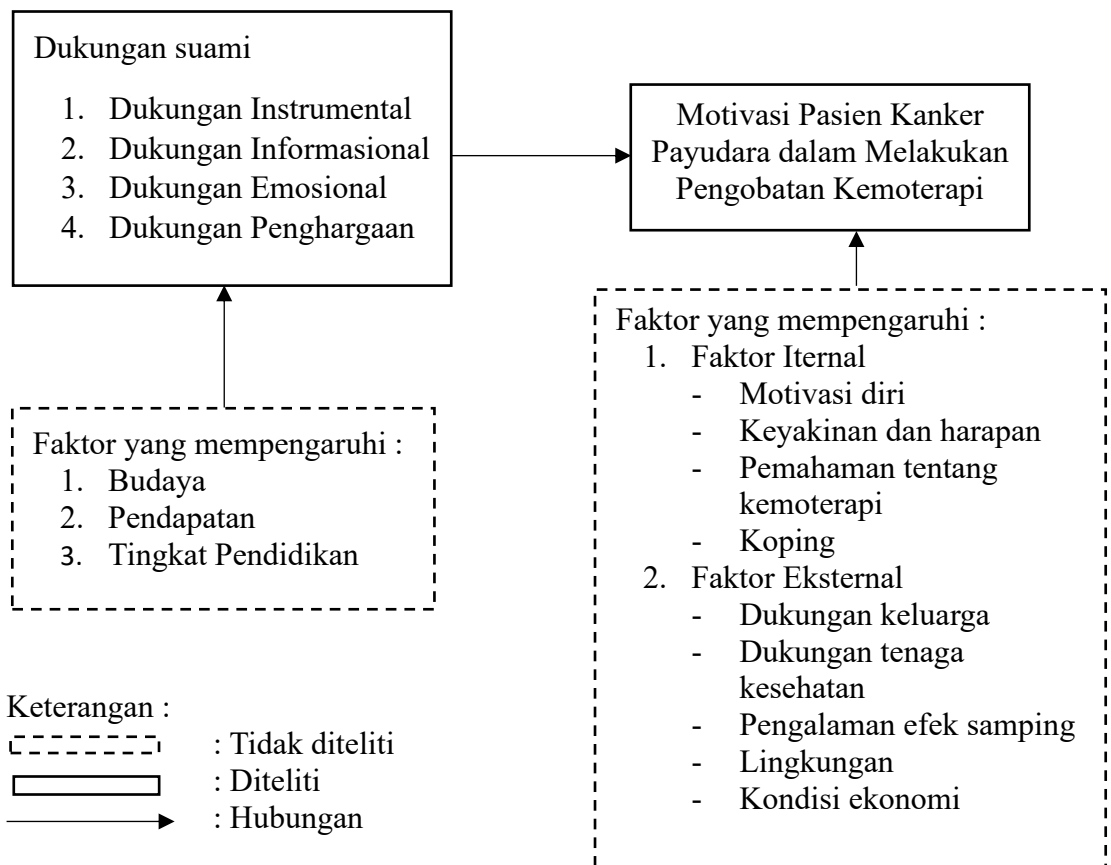 Dukungan suami
1. Dukungan Instrumental
2. Dukungan Informasional
3. Dukungan Emosional
4. Dukungan Penghargaan
Motivasi Pasien Kanker
Payudara dalam Melakukan
Pengobatan Kemoterapi
Faktor yang mempengaruhi :
1. Budaya
2. Pendapatan
3. Tingkat Pendidikan
Faktor yang mempengaruhi :
1. Faktor Iternal
- Motivasi diri
- Keyakinan dan harapan
- Pemahaman tentang
kemoterapi
- Koping
2. Faktor Eksternal
- Dukungan keluarga
- Dukungan tenaga
kesehatan
- Pengalaman efek samping
- Lingkungan
- Kondisi ekonomi
Keterangan :
: Tidak diteliti
: Diteliti
: Hubungan